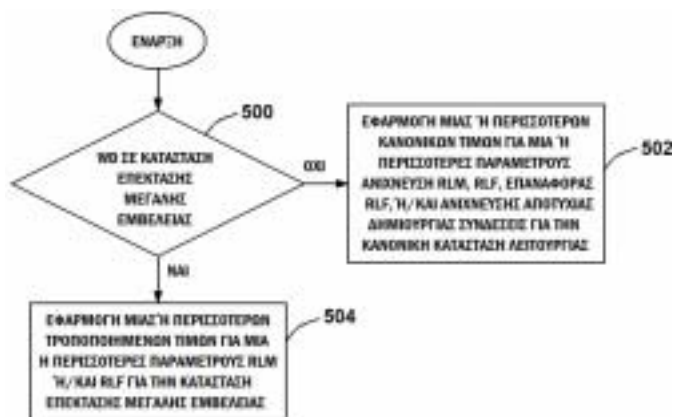 ΕΝΑΡΞΗ
500
WD ΣΕ ΚΑΤΑΣΤΑΣΗ
ΕΠΕΚΤΑΣΗΣ
ΜΕΓΑΛΗΣ
ΕΜΒΕΛΕΙΑΣ
ΟΧΙ
ΕΦΑΡΜΟΓΗ ΜΙΑΣ Ή ΠΕΡΙΣΣΟΤΕΡΩΝ
ΚΑΝΟΝΙΚΩΝ ΤΙΜΩΝ ΓΙΑ ΜΙΑ Ή
ΠΕΡΙΣΣΟΤΕΡΕΣ ΠΑΡΑΜΕΤΡΟΥΣ
ΑΝΙΧΝΕΥΣΗ RLM, RLF, ΕΠΑΝΑΦΟΡΑΣ
RLF, Ή/ΚΑΙ ΑΝΙΧΝΕΥΣΗΣ ΑΠΟΤΥΧΙΑΣ
ΔΗΜΙΟΥΡΓΙΑΣ ΣΥΝΔΕΣΕΙΣ ΓΙΑ ΤΗΝ
ΚΑΝΟΝΙΚΗ ΚΑΤΑΣΤΑΣΗ ΛΕΙΤΟΥΡΓΙΑΣ
502
ΝΑΙ
ΕΦΑΡΜΟΓΗ ΜΙΑΣ Ή ΠΕΡΙΣΣΟΤΕΡΩΝ
ΤΡΟΠΟΠΟΙΗΜΕΝΩΝ ΤΙΜΩΝ ΓΙΑ ΜΙΑ
Η ΠΕΡΙΣΣΟΤΕΡΕΣ ΠΑΡΑΜΕΤΡΟΥΣ RLM
Ή/ΚΑΙ RLF ΓΙΑ ΤΗΝ ΚΑΤΑΣΤΑΣΗ
ΕΠΕΚΤΑΣΗΣ ΜΕΓΑΛΗΣ ΕΜΒΕΛΕΙΑΣ
504